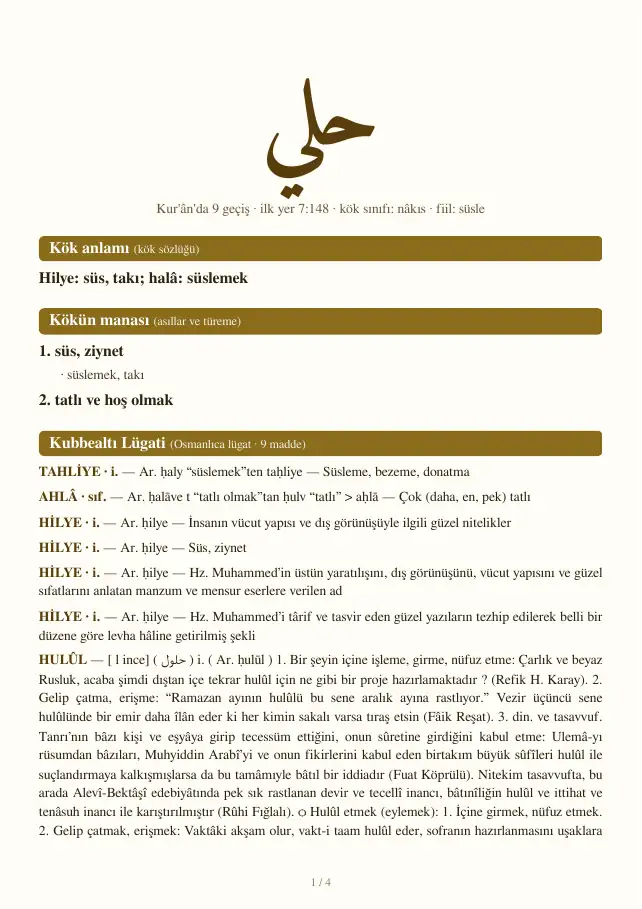 حلي
Kur'ân'da 9 geçiş · ilk yer 7:148 · kök sınıfı: nâkıs · fiil: süsle
Kök anlamı (kök sözlüğü)
Hilye: süs, takı; halâ: süslemek
Kökün manası (asıllar ve türeme)
1. süs, ziynet
· süslemek, takı
2. tatlı ve hoş olmak
Kubbealtı Lügati (Osmanlıca lügat · 9 madde)
TAHLİYE · i. — Ar. ḥaly “süslemek”ten taḥliye — Süsleme, bezeme, donatma
AHLÂ · sıf. — Ar. ḥalāve t “tatlı olmak”tan ḥulv “tatlı” > aḥlā — Çok (daha, en, pek) tatlı
HİLYE · i. — Ar. ḥilye — İnsanın vücut yapısı ve dış görünüşüyle ilgili güzel nitelikler
HİLYE · i. — Ar. ḥilye — Süs, ziynet
HİLYE · i. — Ar. ḥilye — Hz. Muhammed’in üstün yaratılışını, dış görünüşünü, vücut yapısını ve güzel
sıfatlarını anlatan manzum ve mensur eserlere verilen ad
HİLYE · i. — Ar. ḥilye — Hz. Muhammed’i târif ve tasvir eden güzel yazıların tezhip edilerek belli bir
düzene göre levha hâline getirilmiş şekli
HULÛL — [ l ince] ( حلول ) i. ( Ar. ḥulūl ) 1. Bir şeyin içine işleme, girme, nüfuz etme: Çarlık ve beyaz
Rusluk, acaba şimdi dıştan içe tekrar hulûl için ne gibi bir proje hazırlamaktadır ? (Refik H. Karay). 2.
Gelip çatma, erişme: “Ramazan ayının hulûlü bu sene aralık ayına rastlıyor.” Vezir üçüncü sene
hulûlünde bir emir daha îlân eder ki her kimin sakalı varsa tıraş etsin (Fâik Reşat). 3. din. ve tasavvuf.
Tanrı’nın bâzı kişi ve eşyâya girip tecessüm ettiğini, onun sûretine girdiğini kabul etme: Ulemâ-yı
rüsumdan bâzıları, Muhyiddin Arabî’yi ve onun fikirlerini kabul eden birtakım büyük sûfîleri hulûl ile
suçlandırmaya kalkışmışlarsa da bu tamâmıyle bâtıl bir iddiadır (Fuat Köprülü). Nitekim tasavvufta, bu
arada Alevî-Bektâşî edebiyâtında pek sık rastlanan devir ve tecellî inancı, bâtınîliğin hulûl ve ittihat ve
tenâsuh inancı ile karıştırılmıştır (Rûhi Fığlalı). ѻ Hulûl etmek (eylemek): 1. İçine girmek, nüfuz etmek.
2. Gelip çatmak, erişmek: Vaktâki akşam olur, vakt-i taam hulûl eder, sofranın hazırlanmasını uşaklara
1 / 4